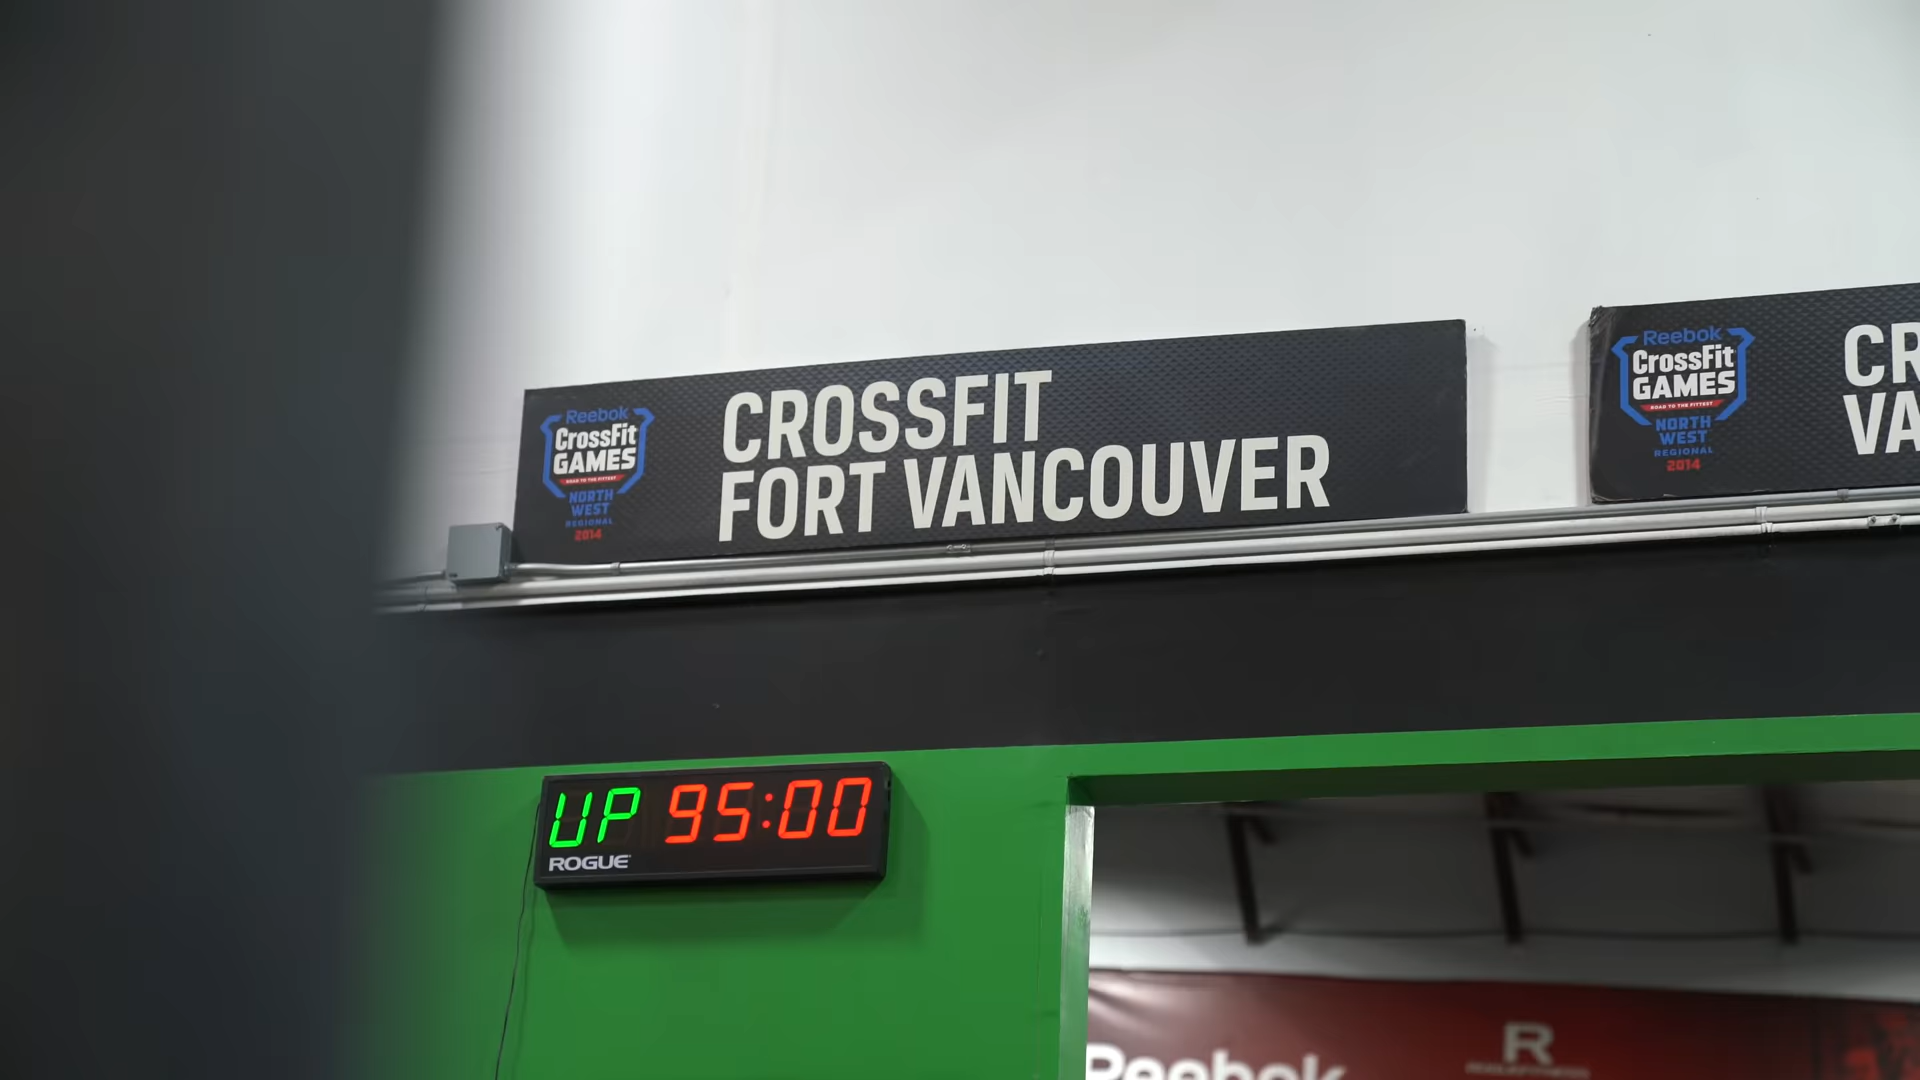 Reebok
CrossFit
GAMES
ROAD TO THE FITTEST
NORTH
WEST
REGIONAL
2014
CROSSFIT
FORT VANCOUVER
Reebok
CrossFit
GAMES
ROAD TO THE FITTEST
NORTH
WEST
REGIONAL
2014
CR
VA
UP 95:00
ROGUE
Reebok
R